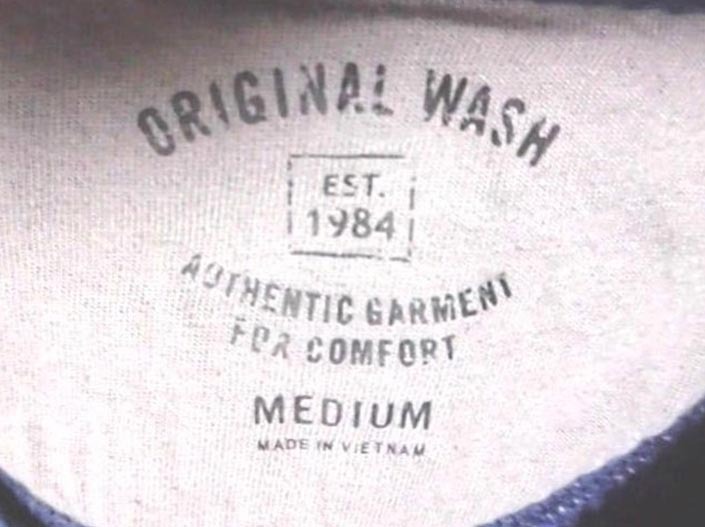 ORIGINAL WASH
EST.
1984
AUTHENTIC GARMENT
FOR COMFORT
MEDIUM
MADE IN VIETNAM